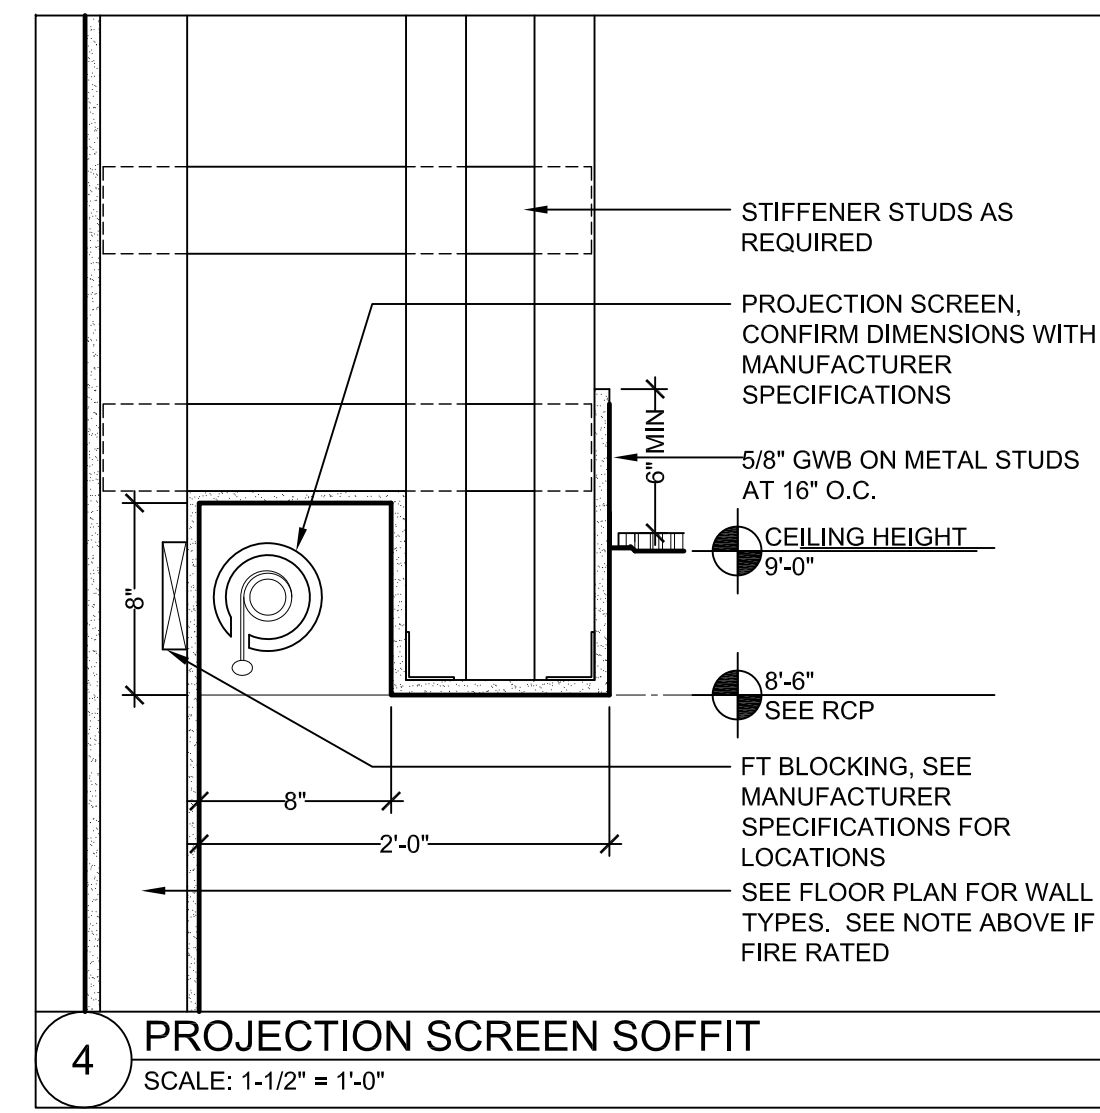 STIFFENER STUDS AS
REQUIRED
PROJECTION SCREEN,
CONFIRM DIMENSIONS WITH
MANUFACTURER
SPECIFICATIONS
6" MIN
5/8" GWB ON METAL STUDS
AT 16" O.C.
CEILING HEIGHT
9'-0"
8"
8'-6"
SEE RCP
FT BLOCKING, SEE
MANUFACTURER
SPECIFICATIONS FOR
LOCATIONS
8"
2'-0"
SEE FLOOR PLAN FOR WALL
TYPES. SEE NOTE ABOVE IF
FIRE RATED
4
PROJECTION SCREEN SOFFIT
SCALE: 1-1/2" = 1'-0"